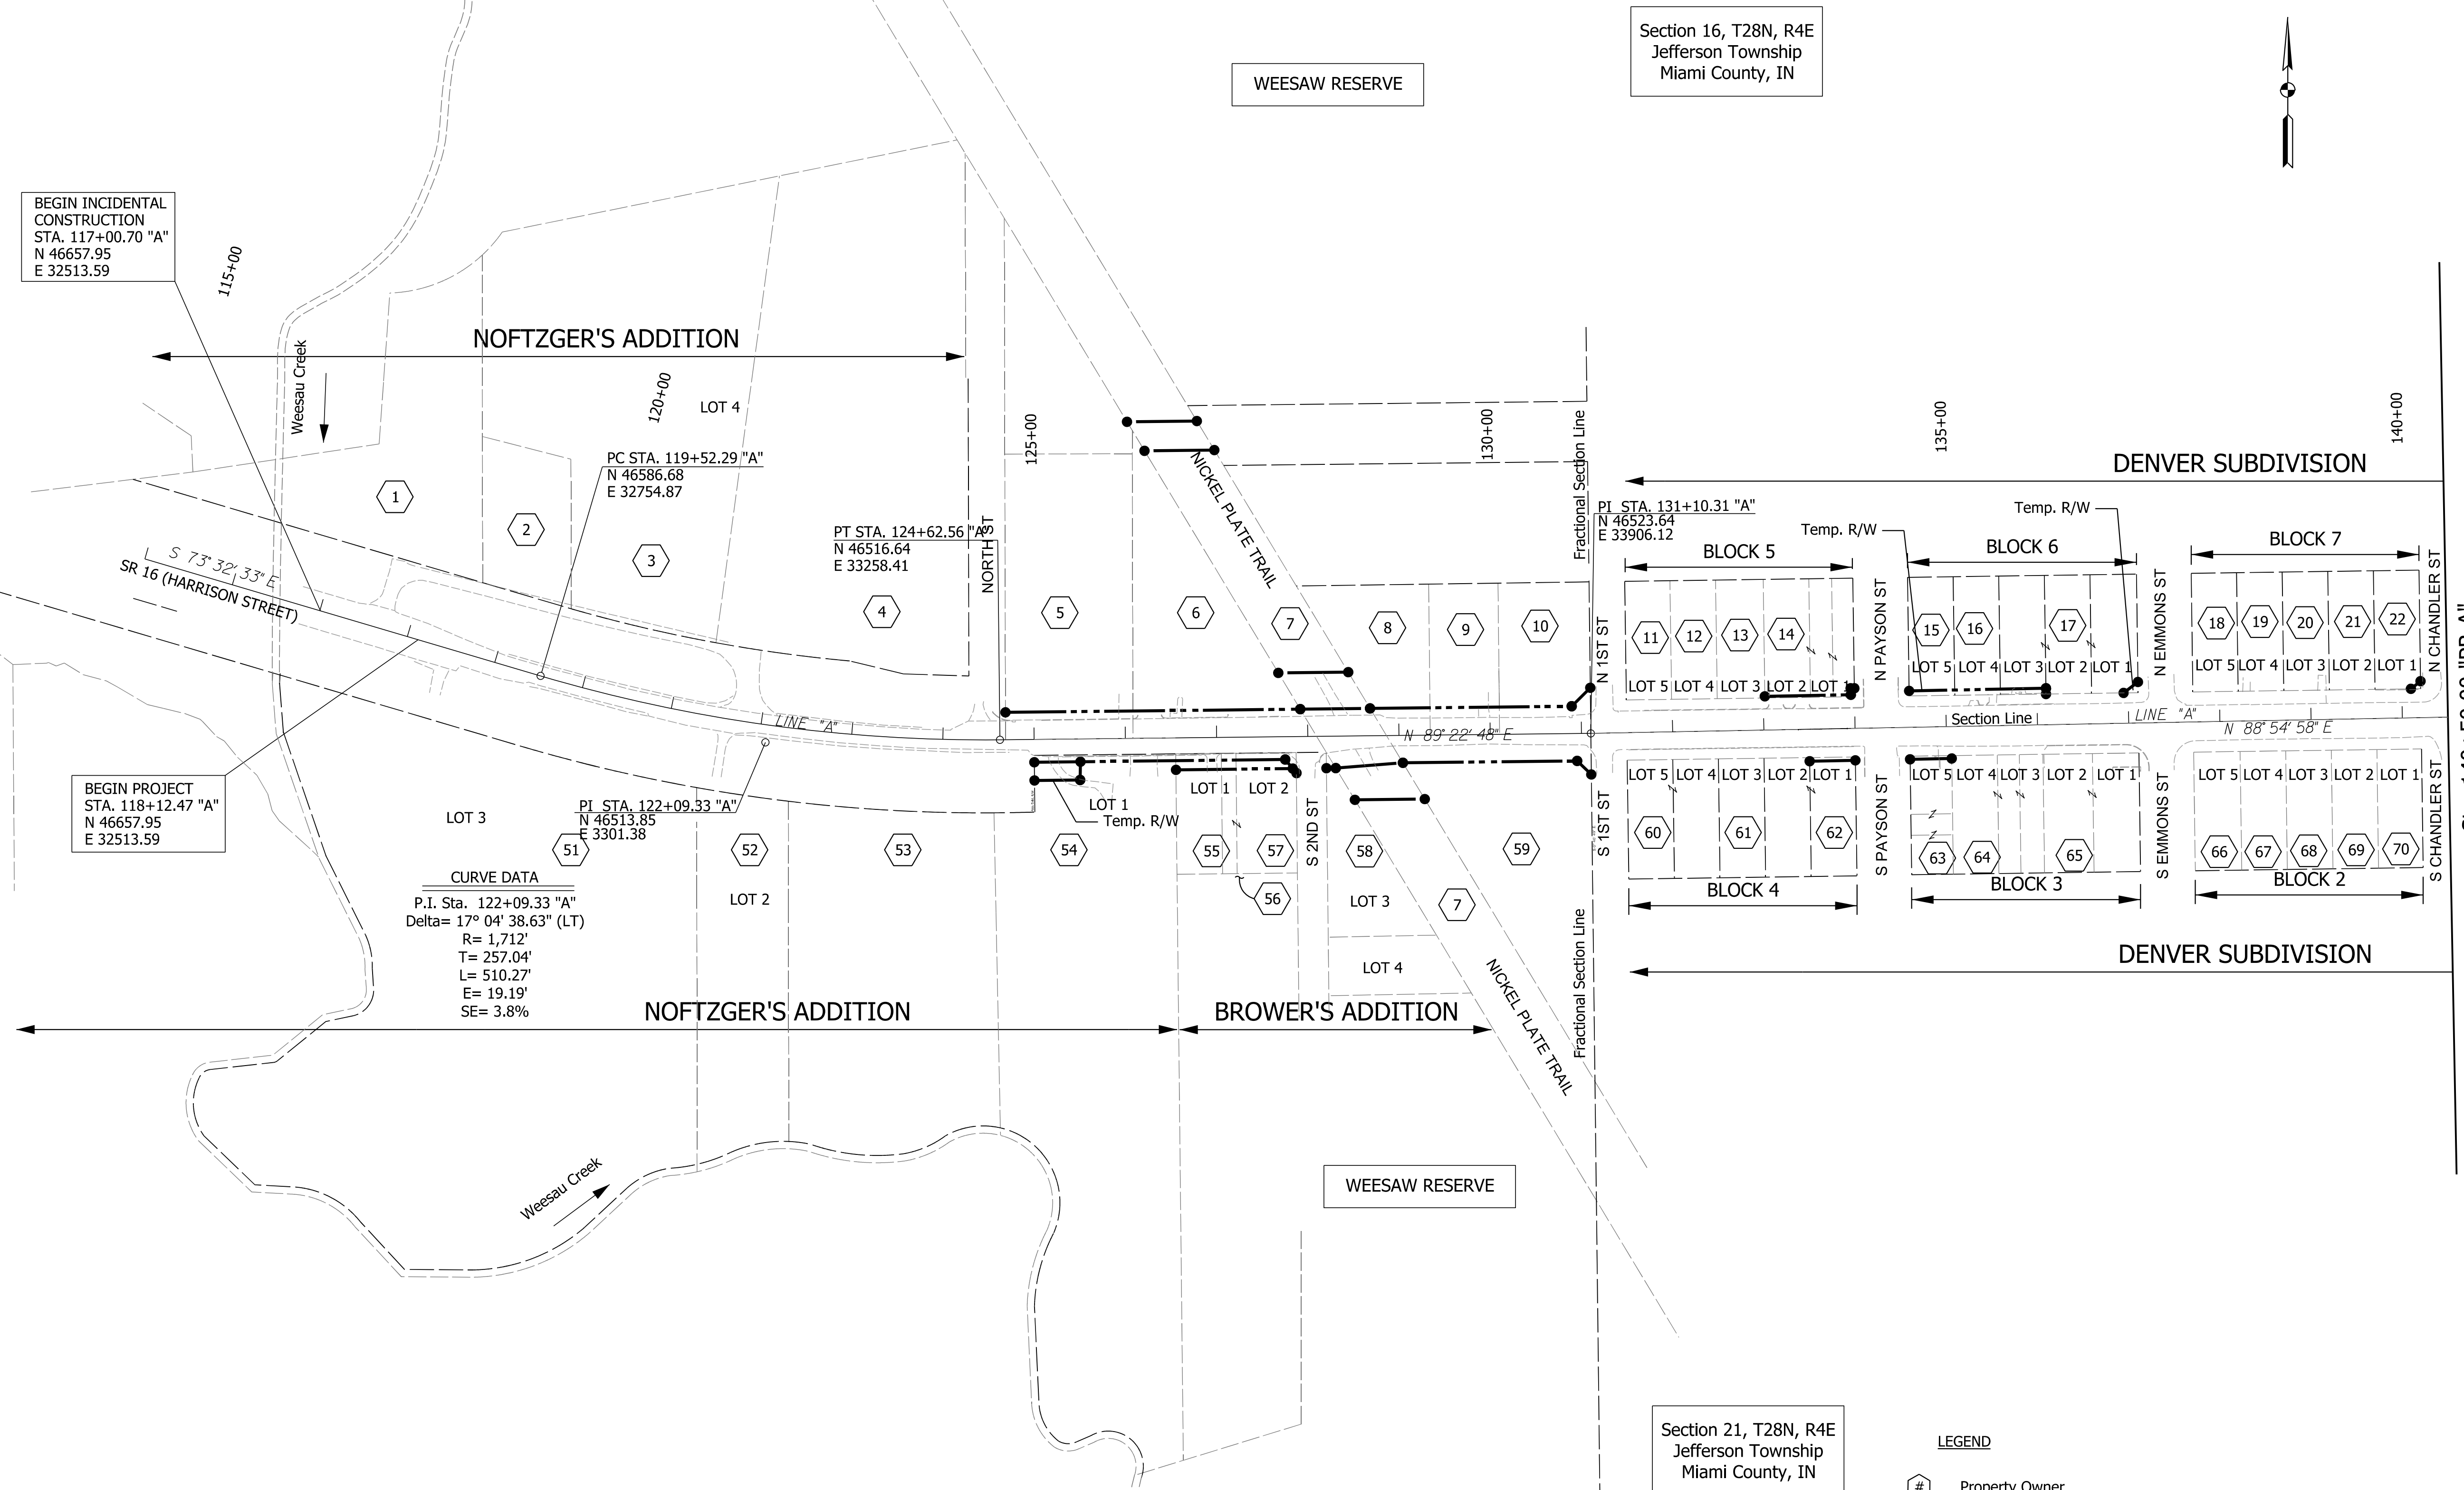 Section 16, T28N, R4E
Jefferson Township
Miami County, IN
WEESAW RESERVE
BEGIN INCIDENTAL
CONSTRUCTION
STA. 117+00.70 "A"
N 46657.95
E 32513.59
115+00
Weesau Creek
NOFTZGER'S ADDITION
120+00
LOT 4
PC STA. 119+52.29 "A"
N 46586.68
E 32754.87
PT STA. 124+62.56 "A"
N 46516.64
E 33258.41
NORTH ST
125+00
NICKEL PLATE TRAIL
130+00
Fractional Section Line
PI STA. 131+10.31 "A"
N 46523.64
E 33906.12
135+00
140+00
DENVER SUBDIVISION
Temp. R/W
Temp. R/W
BLOCK 5
BLOCK 6
BLOCK 7
S 73° 32' 33" E
SR 16 (HARRISON STREET)
1
2
3
4
5
6
7
8
9
10
N 1ST ST
11
12
13
14
N PAYSON ST
15
16
17
N EMMONS ST
18
19
20
21
22
N CHANDLER ST
LOT 5
LOT 4
LOT 3
LOT 2
LOT 1
LOT 5
LOT 4
LOT 3
LOT 2
LOT 1
LOT 5
LOT 4
LOT 3
LOT 2
LOT 1
LINE "A"
N 89° 22' 48" E
Section Line
LINE "A"
N 88° 54' 58" E
BEGIN PROJECT
STA. 118+12.47 "A"
N 46657.95
E 32513.59
PI STA. 122+09.33 "A"
N 46513.85
E 3301.38
LOT 3
LOT 1
Temp. R/W
LOT 1
LOT 2
S 2ND ST
S 1ST ST
LOT 5
LOT 4
LOT 3
LOT 2
LOT 1
S PAYSON ST
LOT 5
LOT 4
LOT 3
LOT 2
LOT 1
S EMMONS ST
LOT 5
LOT 4
LOT 3
LOT 2
LOT 1
S CHANDLER ST
51
52
53
54
55
57
58
59
60
61
62
63
64
65
66
67
68
69
70
56
7
LOT 2
LOT 3
LOT 4
BLOCK 4
BLOCK 3
BLOCK 2
CURVE DATA
P.I. Sta. 122+09.33 "A"
Delta= 17° 04' 38.63" (LT)
R= 1,712'
T= 257.04'
L= 510.27'
E= 19.19'
SE= 3.8%
NOFTZGER'S ADDITION
BROWER'S ADDITION
NICKEL PLATE TRAIL
Fractional Section Line
DENVER SUBDIVISION
Weesau Creek
WEESAW RESERVE
Section 21, T28N, R4E
Jefferson Township
Miami County, IN
LEGEND
# Property Owner